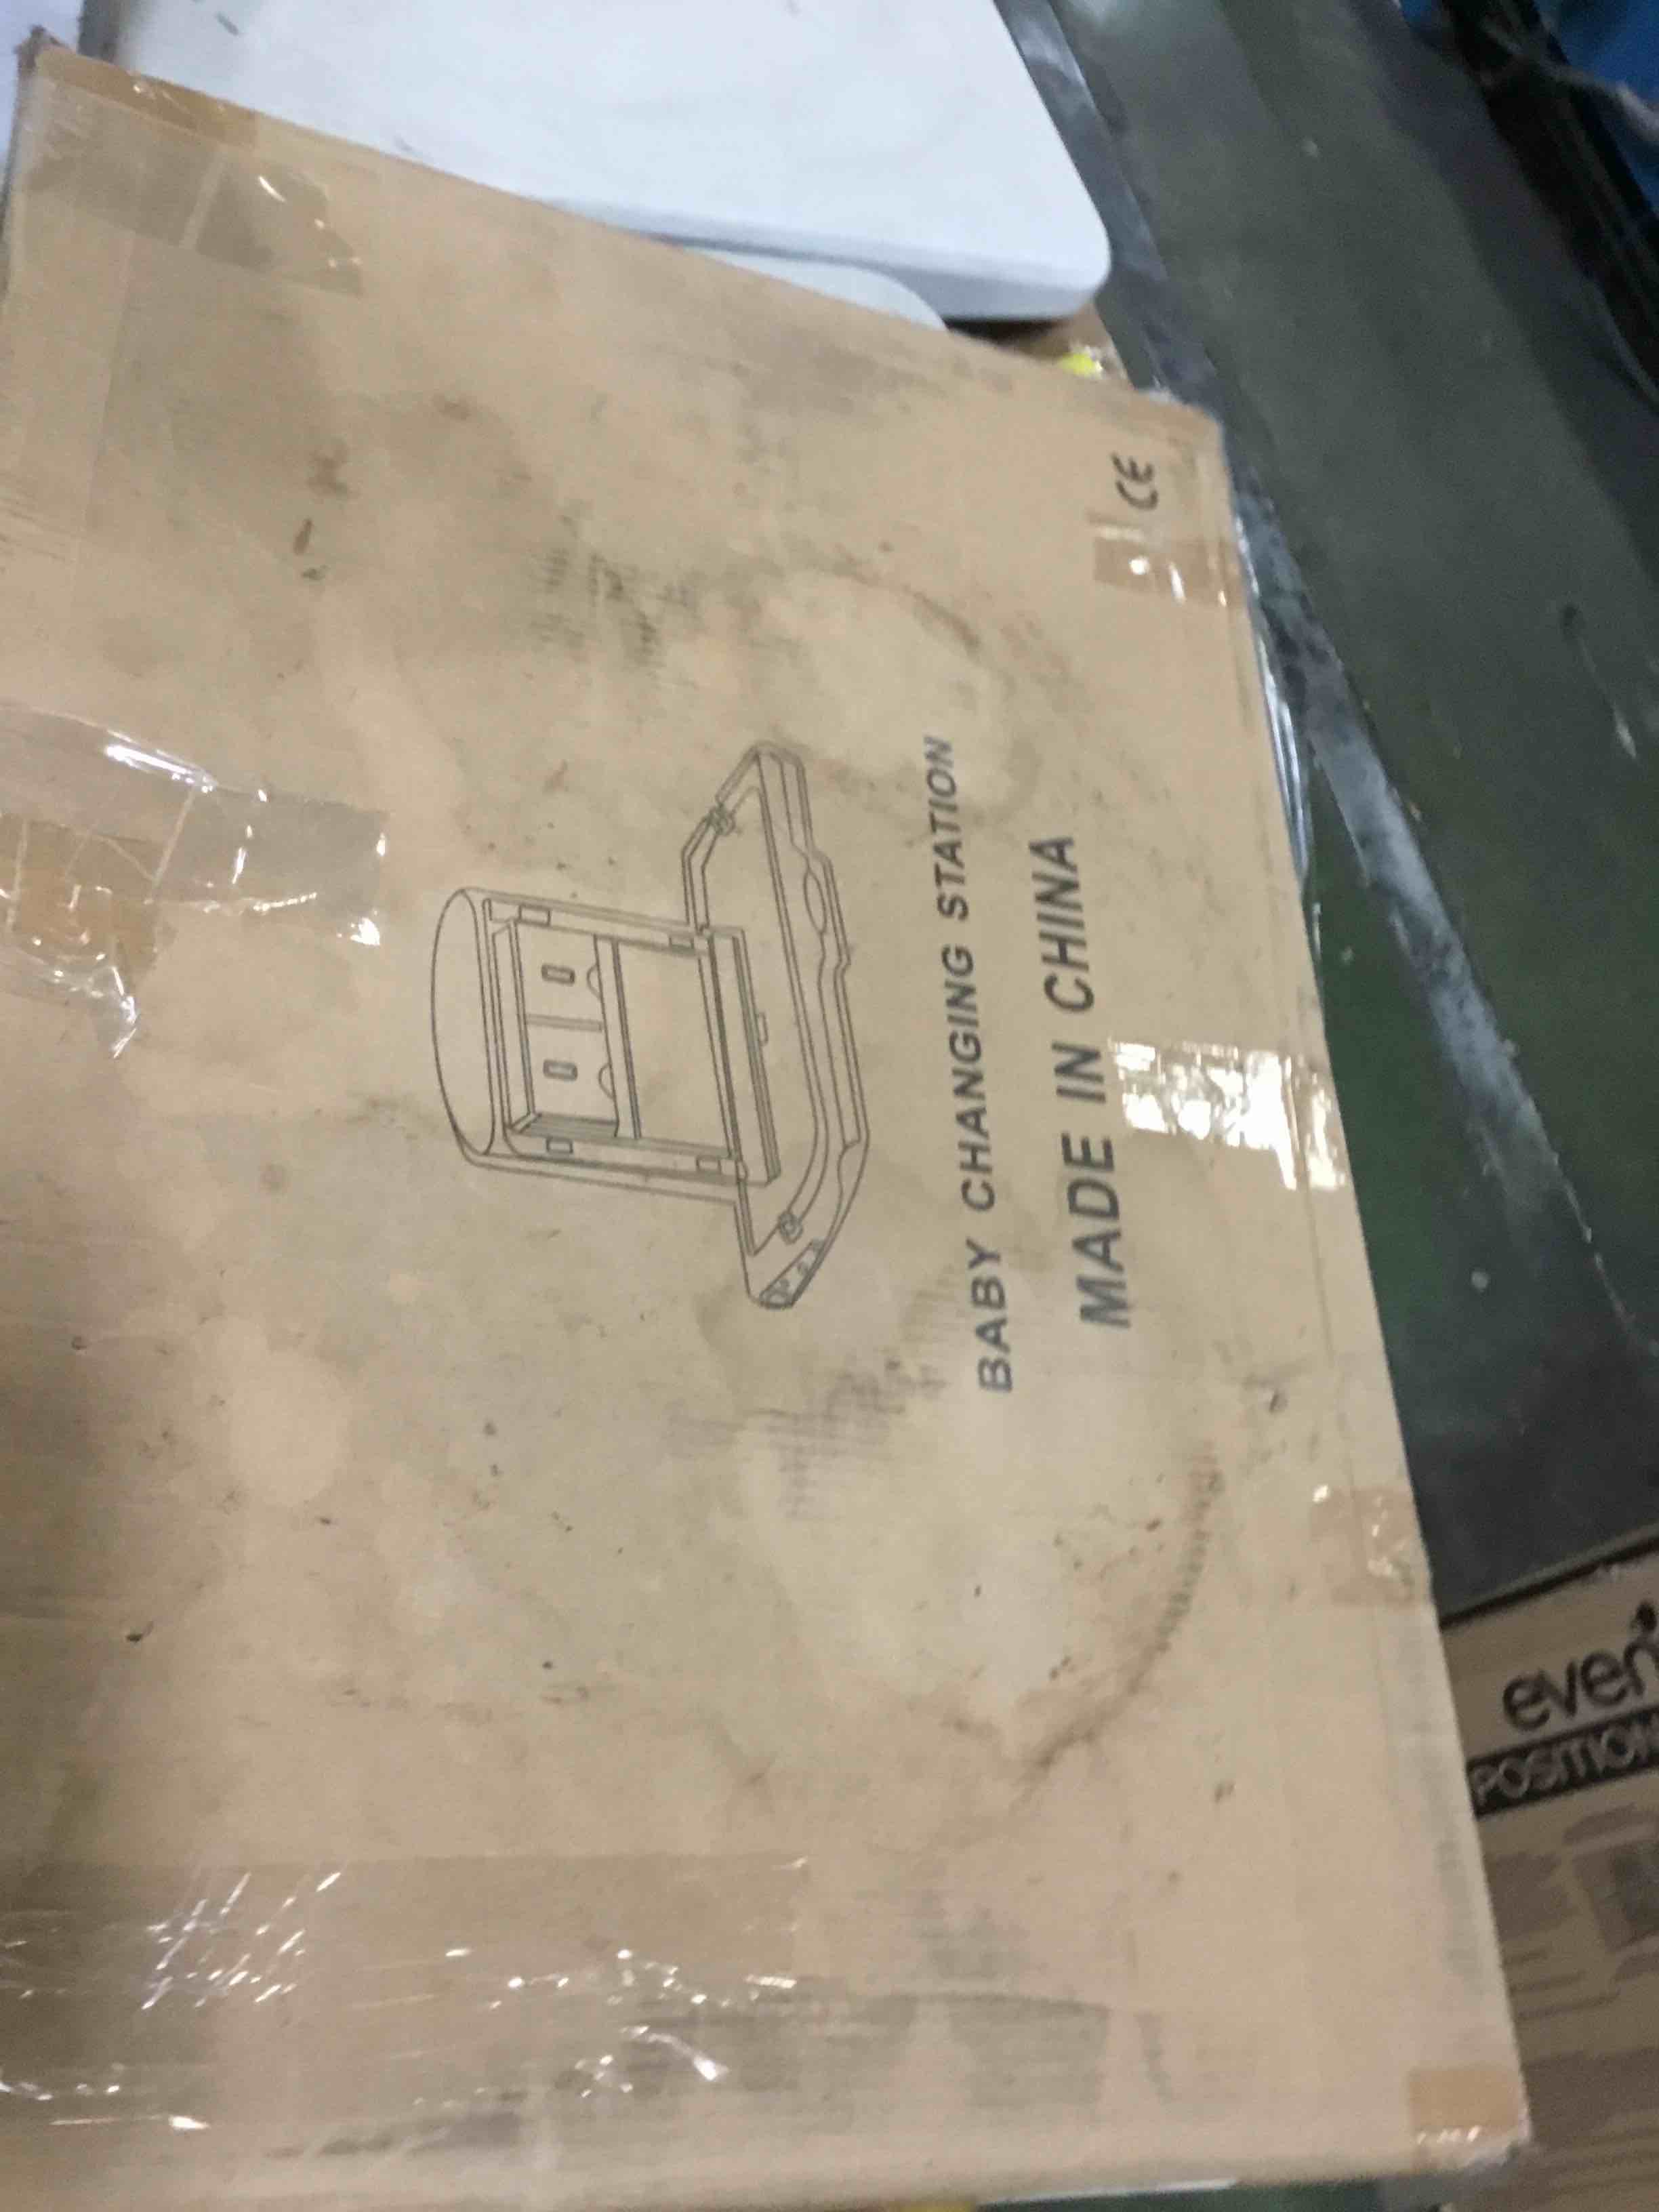 BABY CHANGING STATION
MADE IN CHINA
CE
even
POSITION